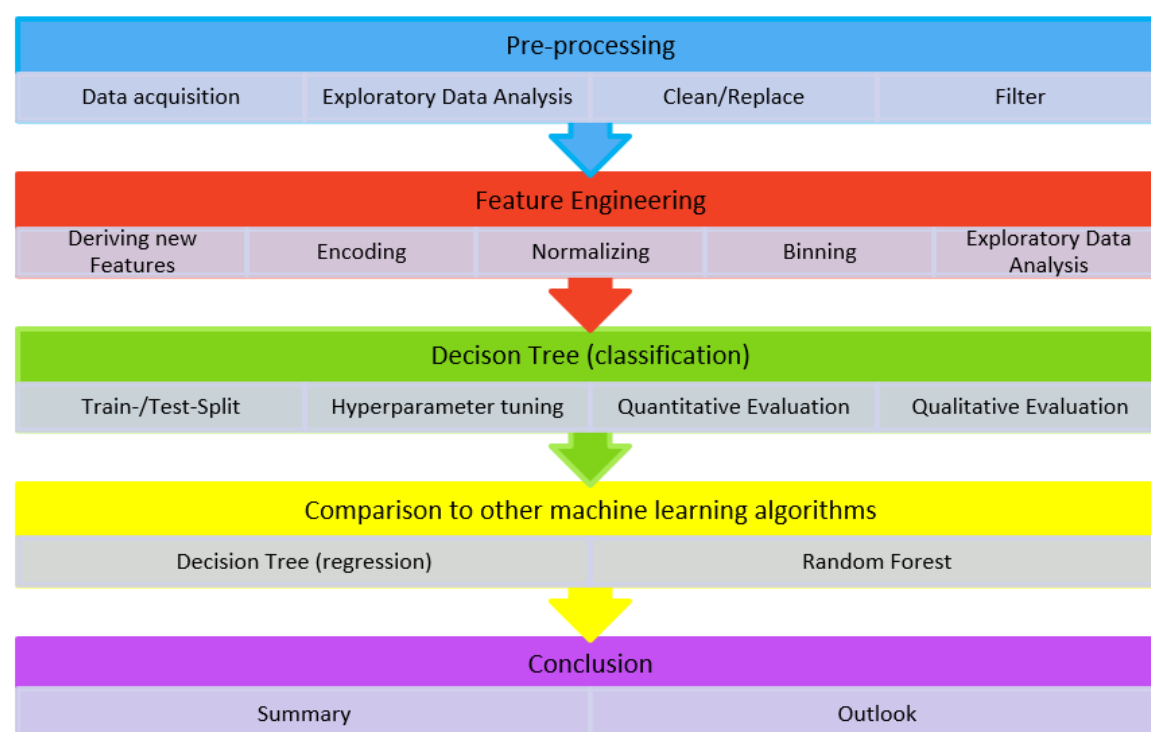 Pre-processing
Data acquisition
Exploratory Data Analysis
Clean/Replace
Filter
Feature Engineering
Deriving new
Features
Encoding
Normalizing
Binning
Exploratory Data
Analysis
Decison Tree (classification)
Train-/Test-Split
Hyperparameter tuning
Quantitative Evaluation
Qualitative Evaluation
Comparison to other machine learning algorithms
Decision Tree (regression)
Random Forest
Conclusion
Summary
Outlook